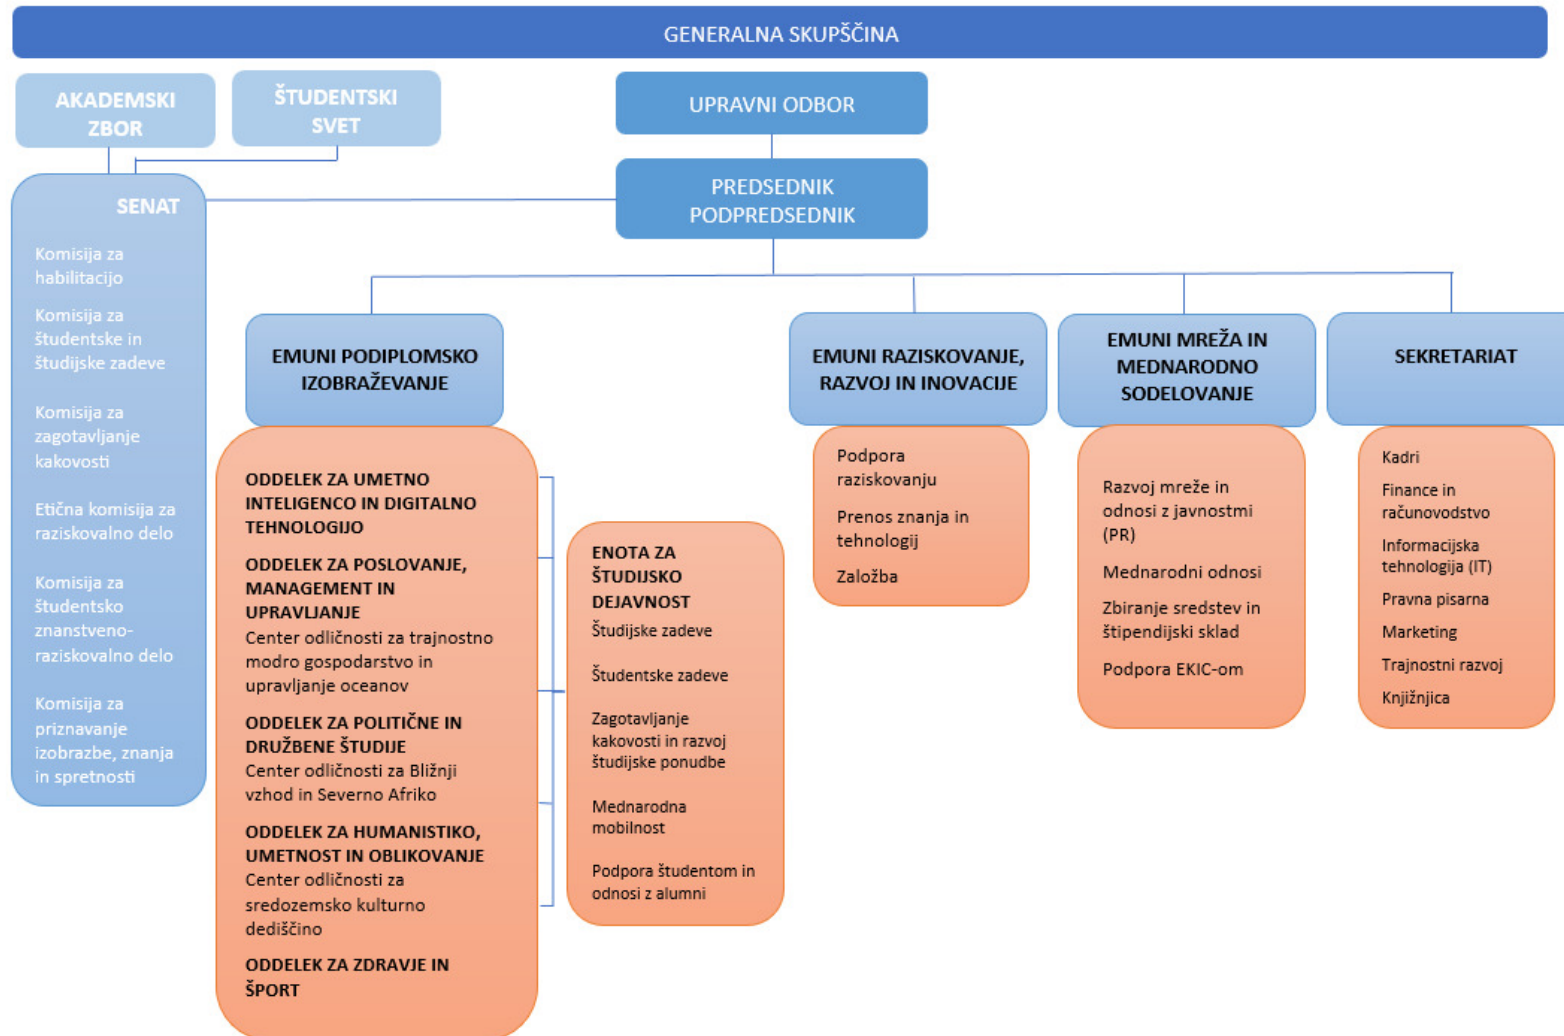 GENERALNA SKUPŠČINA
AKADEMSKI
ZBOR
ŠTUDENTSKI
SVET
UPRAVNI ODBOR
PREDSEDNIK
PODPREDSEDNIK
SENAT
Komisija za
habilitacijo
Komisija za
študentske in
študijske zadeve
Komisija za
zagotavljanje
kakovosti
Etična komisija za
raziskovalno delo
Komisija za
študentsko
znanstveno-
raziskovalno delo
Komisija za
priznavanje
izobrazbe, znanja
in spretnosti
EMUNI PODIPLOMSKO
IZOBRAŽEVANJE
ODDELEK ZA UMETNO
INTELIGENCO IN DIGITALNO
TEHNOLOGIJO
ODDELEK ZA POSLOVANJE,
MANAGEMENT IN
UPRAVLJANJE
Center odličnosti za trajnostno
modro gospodarstvo in
upravljanje oceanov
ODDELEK ZA POLITIČNE IN
DRUŽBENE ŠTUDIJE
Center odličnosti za Bližnji
vzhod in Severno Afriko
ODDELEK ZA HUMANISTIKO,
UMETNOST IN OBLIKOVANJE
Center odličnosti za
sredozemsko kulturno
dediščino
ODDELEK ZA ZDRAVJE IN
ŠPORT
ENOTA ZA
ŠTUDIJSKO
DEJAVNOST
Študijske zadeve
Študentske zadeve
Zagotavljanje
kakovosti in razvoj
študijske ponudbe
Mednarodna
mobilnost
Podpora študentom in
odnosi z alumni
EMUNI RAZISKOVANJE,
RAZVOJ IN INOVACIJE
Podpora
raziskovanju
Prenos znanja in
tehnologij
Založba
EMUNI MREŽA IN
MEDNARODNO
SODELOVANJE
Razvoj mreže in
odnosi z javnostmi
(PR)
Mednarodni odnosi
Zbiranje sredstev in
štipendijski sklad
Podpora EKIC-om
SEKRETARIAT
Kadri
Finance in
računovodstvo
Informacijska
tehnologija (IT)
Pravna pisarna
Marketing
Trajnostni razvoj
Knjižnjica